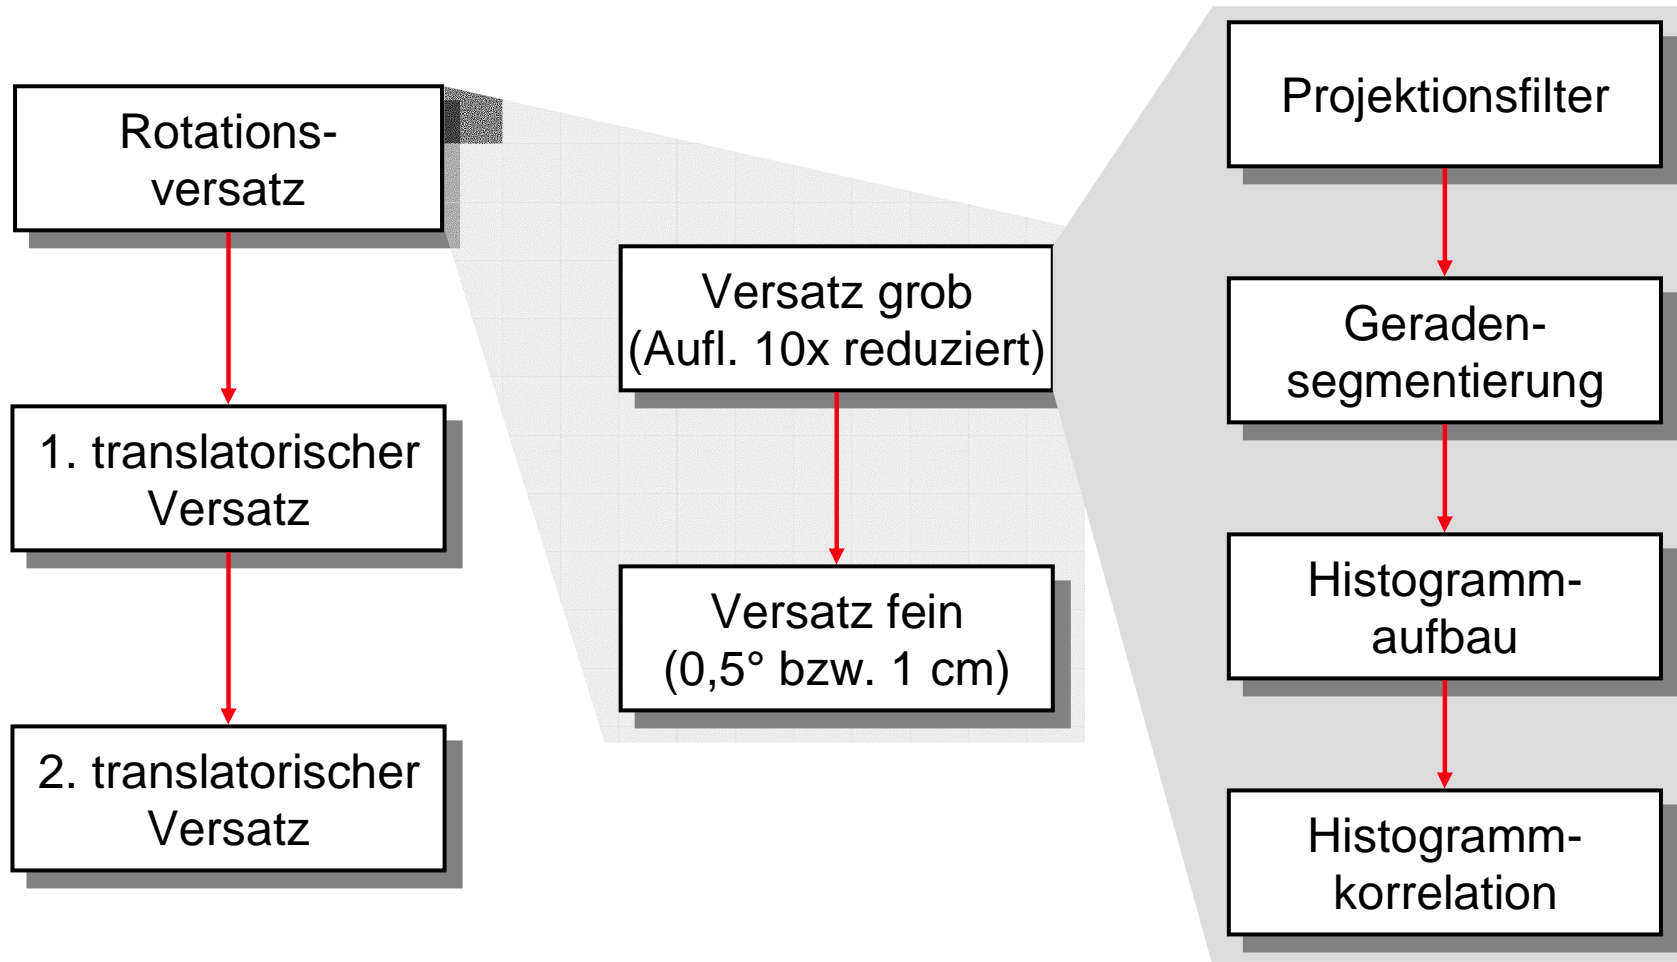 Rotations-
versatz
1. translatorischer
Versatz
2. translatorischer
Versatz
Versatz grob
(Aufl. 10x reduziert)
Versatz fein
(0,5° bzw. 1 cm)
Projektionsfilter
Geraden-
segmentierung
Histogramm-
aufbau
Histogramm-
korrelation